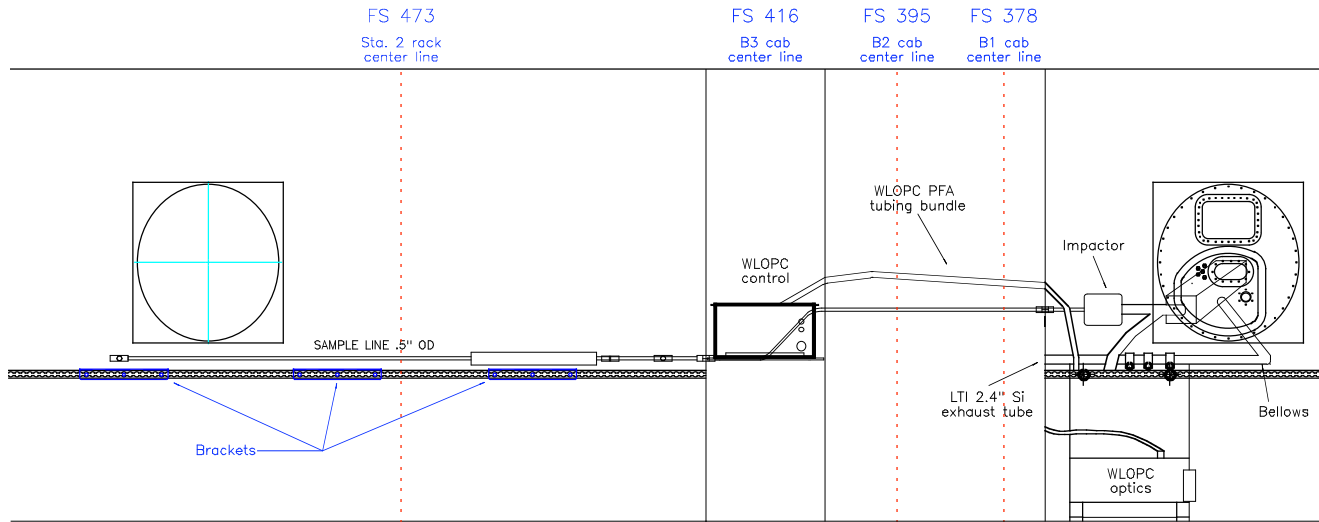 FS 473
Sta. 2 rack
center line
FS 416
B3 cab
center line
FS 395
B2 cab
center line
FS 378
B1 cab
center line
WLOPC PFA
tubing bundle
Impactor
WLOPC
control
SAMPLE LINE .5" OD
LTI 2.4" Si
exhaust tube
Bellows
Brackets
WLOPC
optics